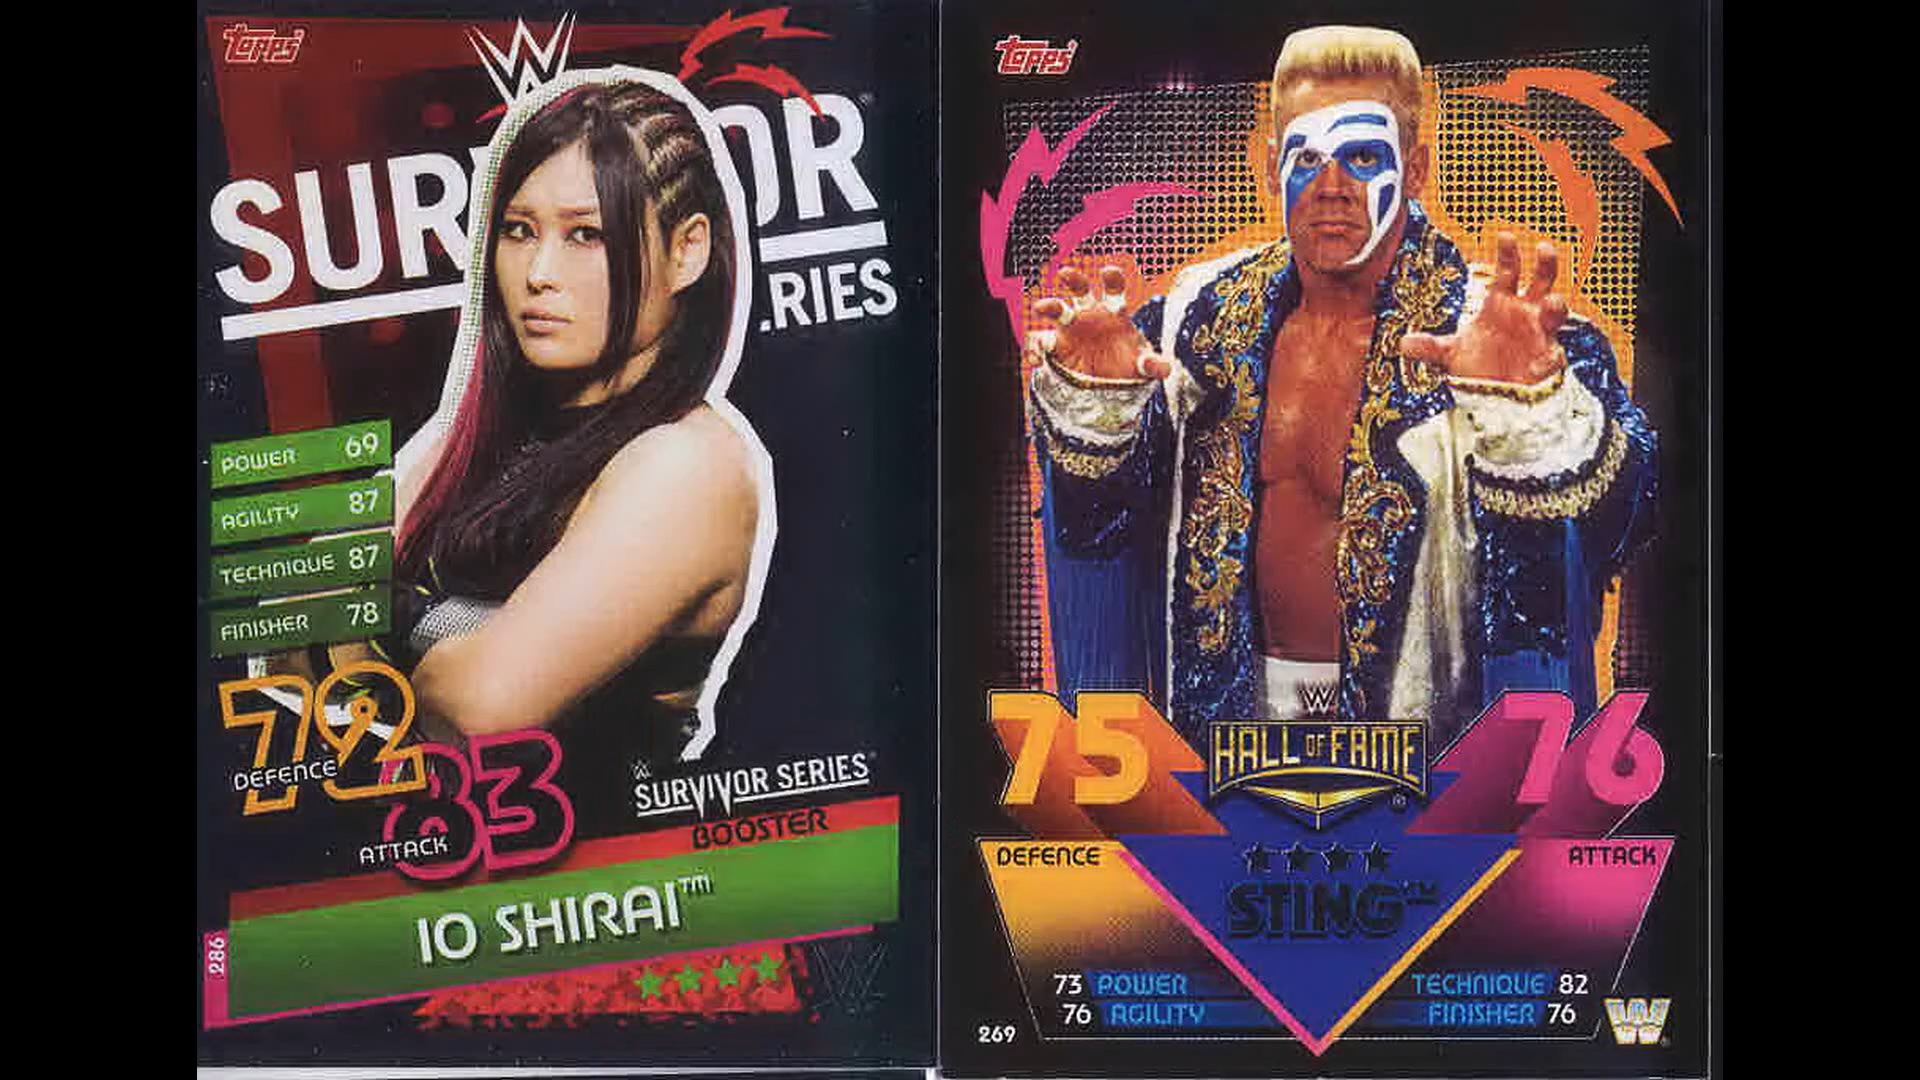 Topps
W
SUR OR
.RIES
POWER 69
AGILITY 87
TECHNIQUE 87
FINISHER 78
72
DEFENCE
83
ATTACK
W
SURVIVOR SERIES
BOOSTER
IO SHIRAI™
286
W
Topps
W
HALL OF FAME®
75
76
DEFENCE
ATTACK
STING™
73 POWER
76 AGILITY
TECHNIQUE 82
FINISHER 76
269
W